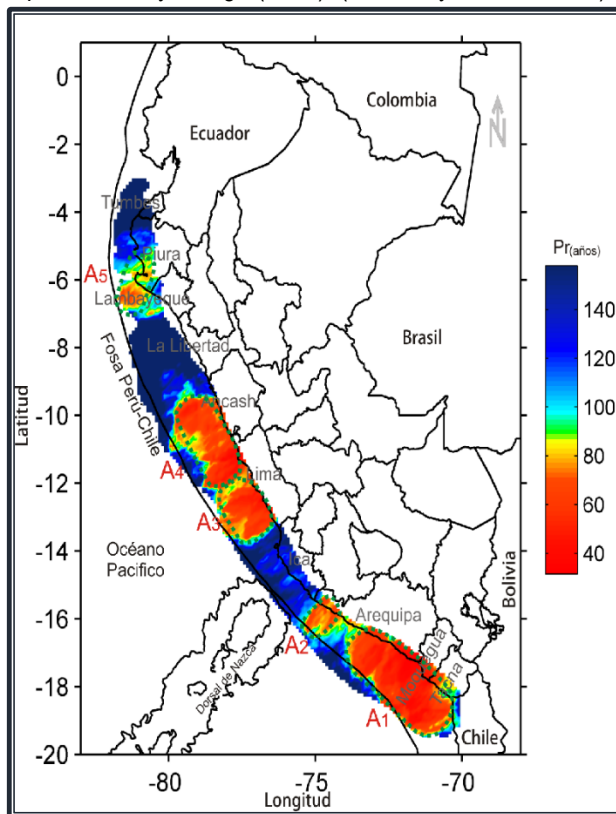 0
-2
-4
-6
-8
-10
-12
-14
-16
-18
-20
Latitud
-80
-75
-70
Longitud
Colombia
Ecuador
N
Tumbes
Piura
A5
Lambayeque
La Libertad
Brasil
Fosa Perú-Chile
Ancash
A4
Lima
A3
Océano
Pacifico
Ica
Bolivia
Arequipa
A2
Moquegua
Tacna
Dorsal de Nazca
A1
Chile
Pr(años)
140
120
100
80
60
40